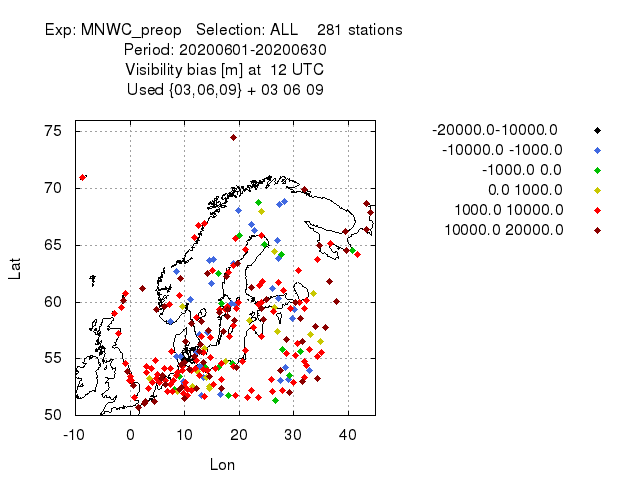 Exp: MNWC_preop   Selection: ALL    281 stations
Period: 20200601-20200630
Visibility bias [m] at  12 UTC
Used {03,06,09} + 03 06 09
-20000.0-10000.0
-10000.0 -1000.0
-1000.0 0.0
0.0 1000.0
1000.0 10000.0
10000.0 20000.0
75
70
65
60
55
50
Lat
-10 0 10 20 30 40
Lon